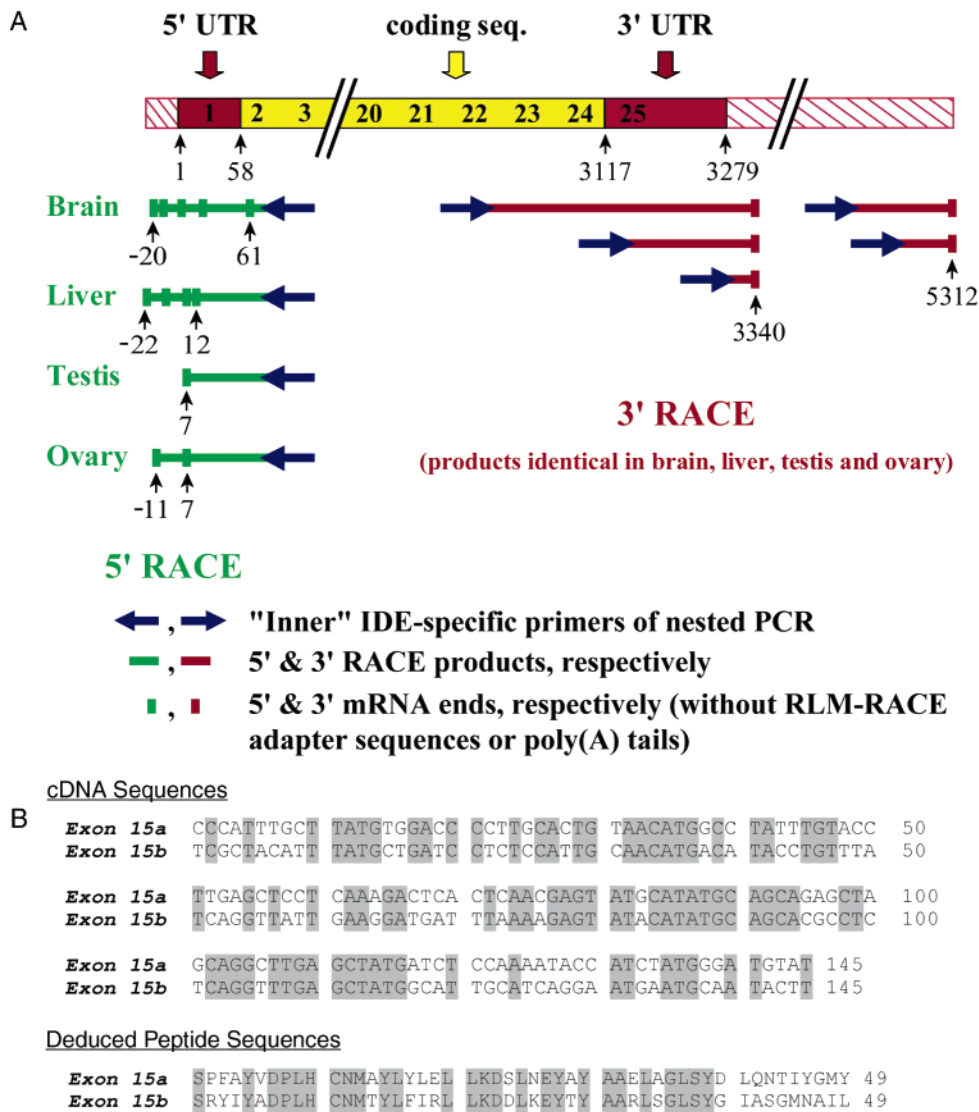 A
5' UTR coding seq. 3' UTR
1 2 3 20 21 22 23 24 25
1 58 3117 3279
Brain
-20 61
5312
Liver
3340
-22 12
Testis
7
3' RACE
Ovary
(products identical in brain, liver, testis and ovary)
-11 7
5' RACE
, "Inner" IDE-specific primers of nested PCR
, 5' & 3' RACE products, respectively
, 5' & 3' mRNA ends, respectively (without RLM-RACE
adapter sequences or poly(A) tails)
cDNA Sequences
B
Exon 15a CCCATTTGCT TATGTGGACC CCTTGCACTG TAACATGGCC TATTTGTACC 50
Exon 15b TCGCTACATT TATGCTGATC CTCTCCATTG CAACATGACA TACCTGTTTA 50
Exon 15a TTGAGCTCCT CAAAGACTCA CTCAACGAGT ATGCATATGC AGCAGAGCTA 100
Exon 15b TCAGGTTATT GAAGGATGAT TTAAAAGAGT ATACATATGC AGCACGCCTC 100
Exon 15a GCAGGCTTGA GCTATGATCT CCAAAATACC ATCTATGGGA TGTAT 145
Exon 15b TCAGGTTTGA GCTATGGCAT TGCATCAGGA ATGAATGCAA TACTT 145
Deduced Peptide Sequences
Exon 15a SPFAYVDPLH CNMAYLYLEL LKDSLNEYAY AAELAGLSYD LQNTIYGMY 49
Exon 15b SRYIYADPLH CNMTYLFIRL LKDDLKEYTY AARLSGLSYG IASGMNAIL 49